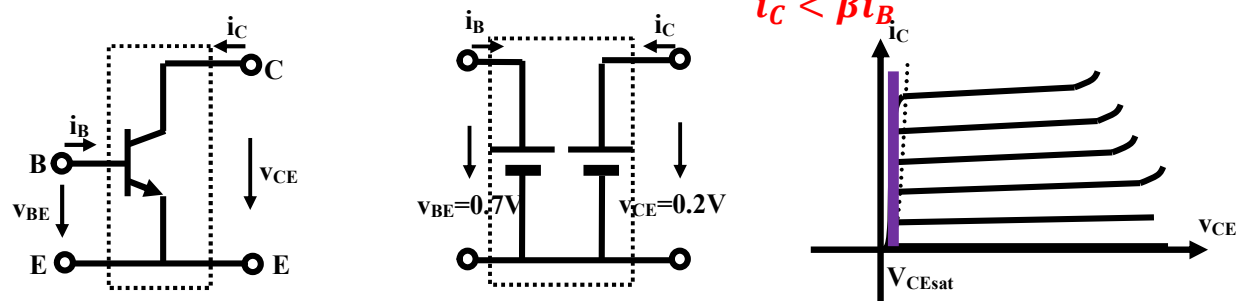 i_C < βi_B
i_C
C
i_B
B
v_CE
v_BE
E
E
i_B
i_C
v_BE=0.7V
v_CE=0.2V
i_C
v_CE
V_CEsat